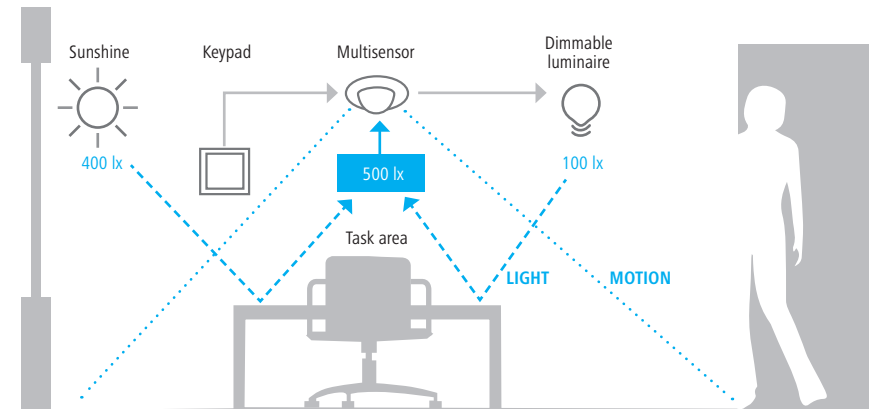 Sunshine
Keypad
Multisensor
Dimmable
luminaire
400 lx
500 lx
100 lx
Task area
LIGHT
MOTION